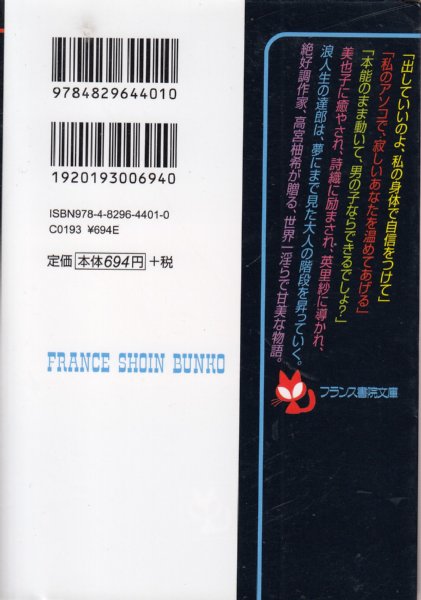 「出していいのよ、私の身体で自信をつけて」
「私のアソコで、寂しいあなたを温めてあげる」
「本能のまま動いて、男の子ならできるでしょ?」
美也子に癒やされ、詩織に励まされ、英里紗に導かれ、
浪人生の達郎は、夢にまで見た大人の階段を昇っていく。
絶好調作家、高宮柚希が贈る、世界一淫らで甘美な物語。
フランス書院文庫
9784829644010
1920193006940
ISBN978-4-8296-4401-0
C0193 ¥694E
定価 本体694円 +税
FRANCE SHOIN BUNKO